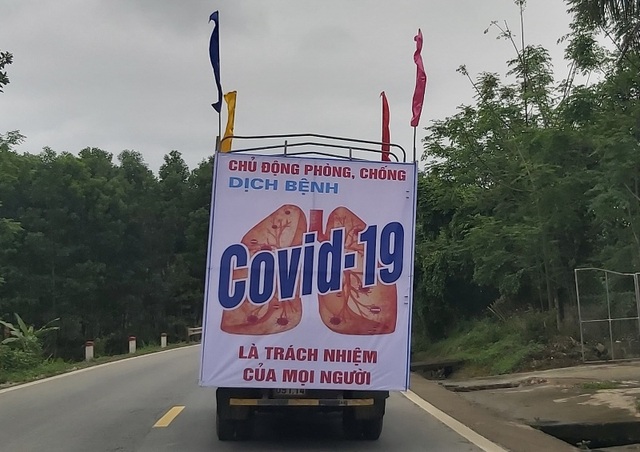 CHỦ ĐỘNG PHÒNG, CHỐNG
DỊCH BỆNH
Covid-19
LÀ TRÁCH NHIỆM
CỦA MỌI NGƯỜI